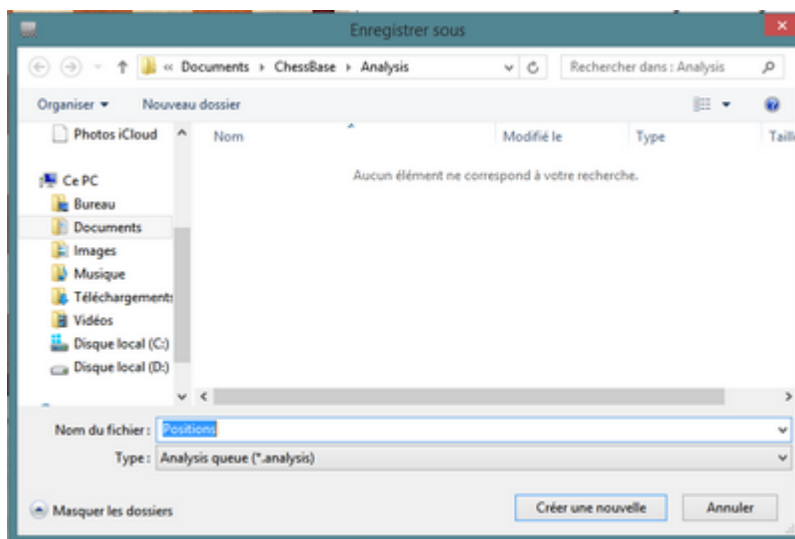 Enregistrer sous
« Documents ChessBase Analysis
Rechercher dans : Analysis
Organiser Nouveau dossier
Photos iCloud
Ce PC
Bureau
Documents
Images
Musique
Téléchargements
Vidéos
Disque local (C:)
Disque local (D:)
Nom Modifié le Type Taill
Aucun élément ne correspond à votre recherche.
Nom du fichier : Positions
Type : Analysis queue (*.analysis)
Masquer les dossiers
Créer une nouvelle Annuler